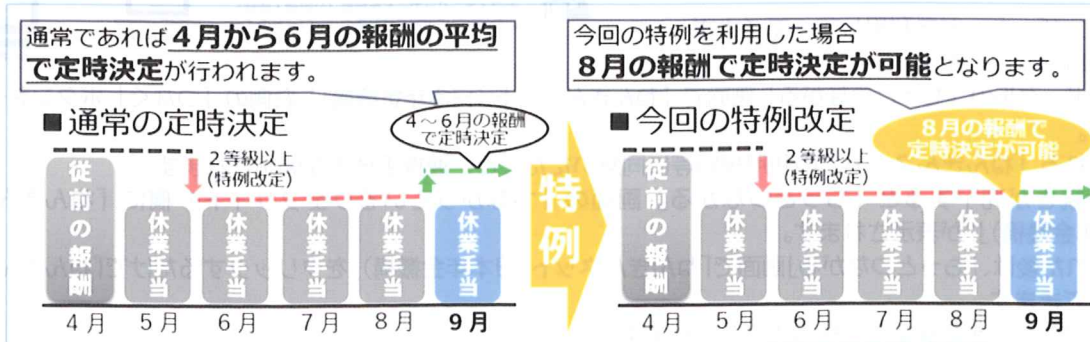 通常であれば４月から６月の報酬の平均
で定時決定が行われます。
■通常の定時決定
４～６月の報酬
で定時決定
２等級以上
(特例改定)
従前の報酬
休業手当
休業手当
休業手当
休業手当
休業手当
４月 ５月 ６月 ７月 ８月 ９月
特例
今回の特例を利用した場合
８月の報酬で定時決定が可能となります。
■今回の特例改定
８月の報酬で
定時決定が可能
２等級以上
(特例改定)
従前の報酬
休業手当
休業手当
休業手当
休業手当
休業手当
４月 ５月 ６月 ７月 ８月 ９月